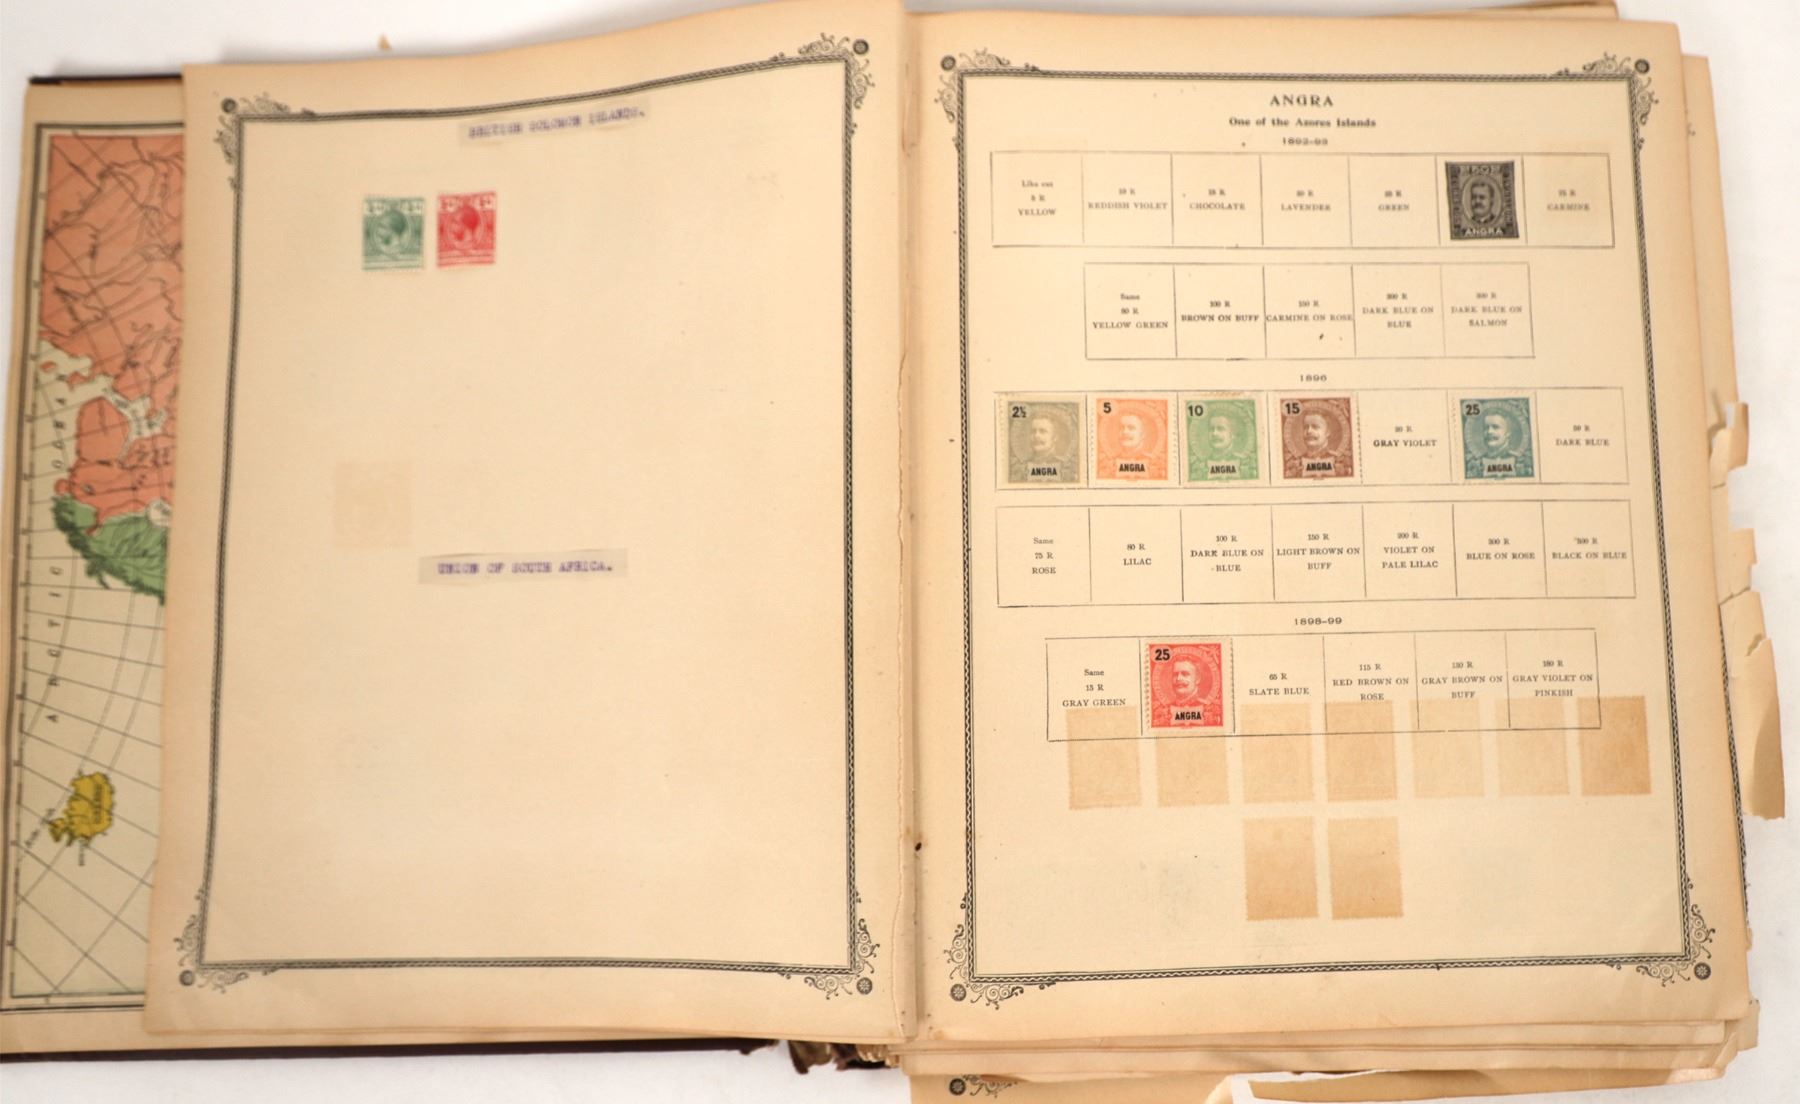 BRITISH SOLOMON ISLANDS.
UNION OF SOUTH AFRICA.
ANGRA
One of the Azores Islands
1892-93
Like cut
5 R
YELLOW
10 R
REDDISH VIOLET
15 R
CHOCOLATE
20 R
LAVENDER
25 R
GREEN
50
ANGRA
75 R
CARMINE
Same
80 R
YELLOW GREEN
100 R
BROWN ON BUFF
150 R
CARMINE ON ROSE
200 R
DARK BLUE ON
BLUE
300 R
DARK BLUE ON
SALMON
1896
2½
ANGRA
5
ANGRA
10
ANGRA
15
ANGRA
20 R
GRAY VIOLET
25
ANGRA
50 R
DARK BLUE
Same
75 R
ROSE
80 R
LILAC
100 R
DARK BLUE ON
BLUE
150 R
LIGHT BROWN ON
BUFF
200 R
VIOLET ON
PALE LILAC
300 R
BLUE ON ROSE
500 R
BLACK ON BLUE
1898-99
Same
15 R
GRAY GREEN
25
ANGRA
65 R
SLATE BLUE
115 R
RED BROWN ON
ROSE
130 R
GRAY BROWN ON
BUFF
180 R
GRAY VIOLET ON
PINKISH